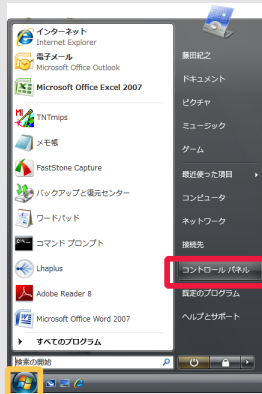 インターネット
Internet Explorer
電子メール
Microsoft Office Outlook
Microsoft Office Excel 2007
TNTmips
メモ帳
FastStone Capture
バックアップと復元センター
ワードパッド
コマンド プロンプト
Lhaplus
Adobe Reader 8
Microsoft Office Word 2007
すべてのプログラム
検索の開始
藤田紀之
ドキュメント
ピクチャ
ミュージック
ゲーム
最近使った項目
コンピュータ
ネットワーク
接続先
コントロール パネル
既定のプログラム
ヘルプとサポート